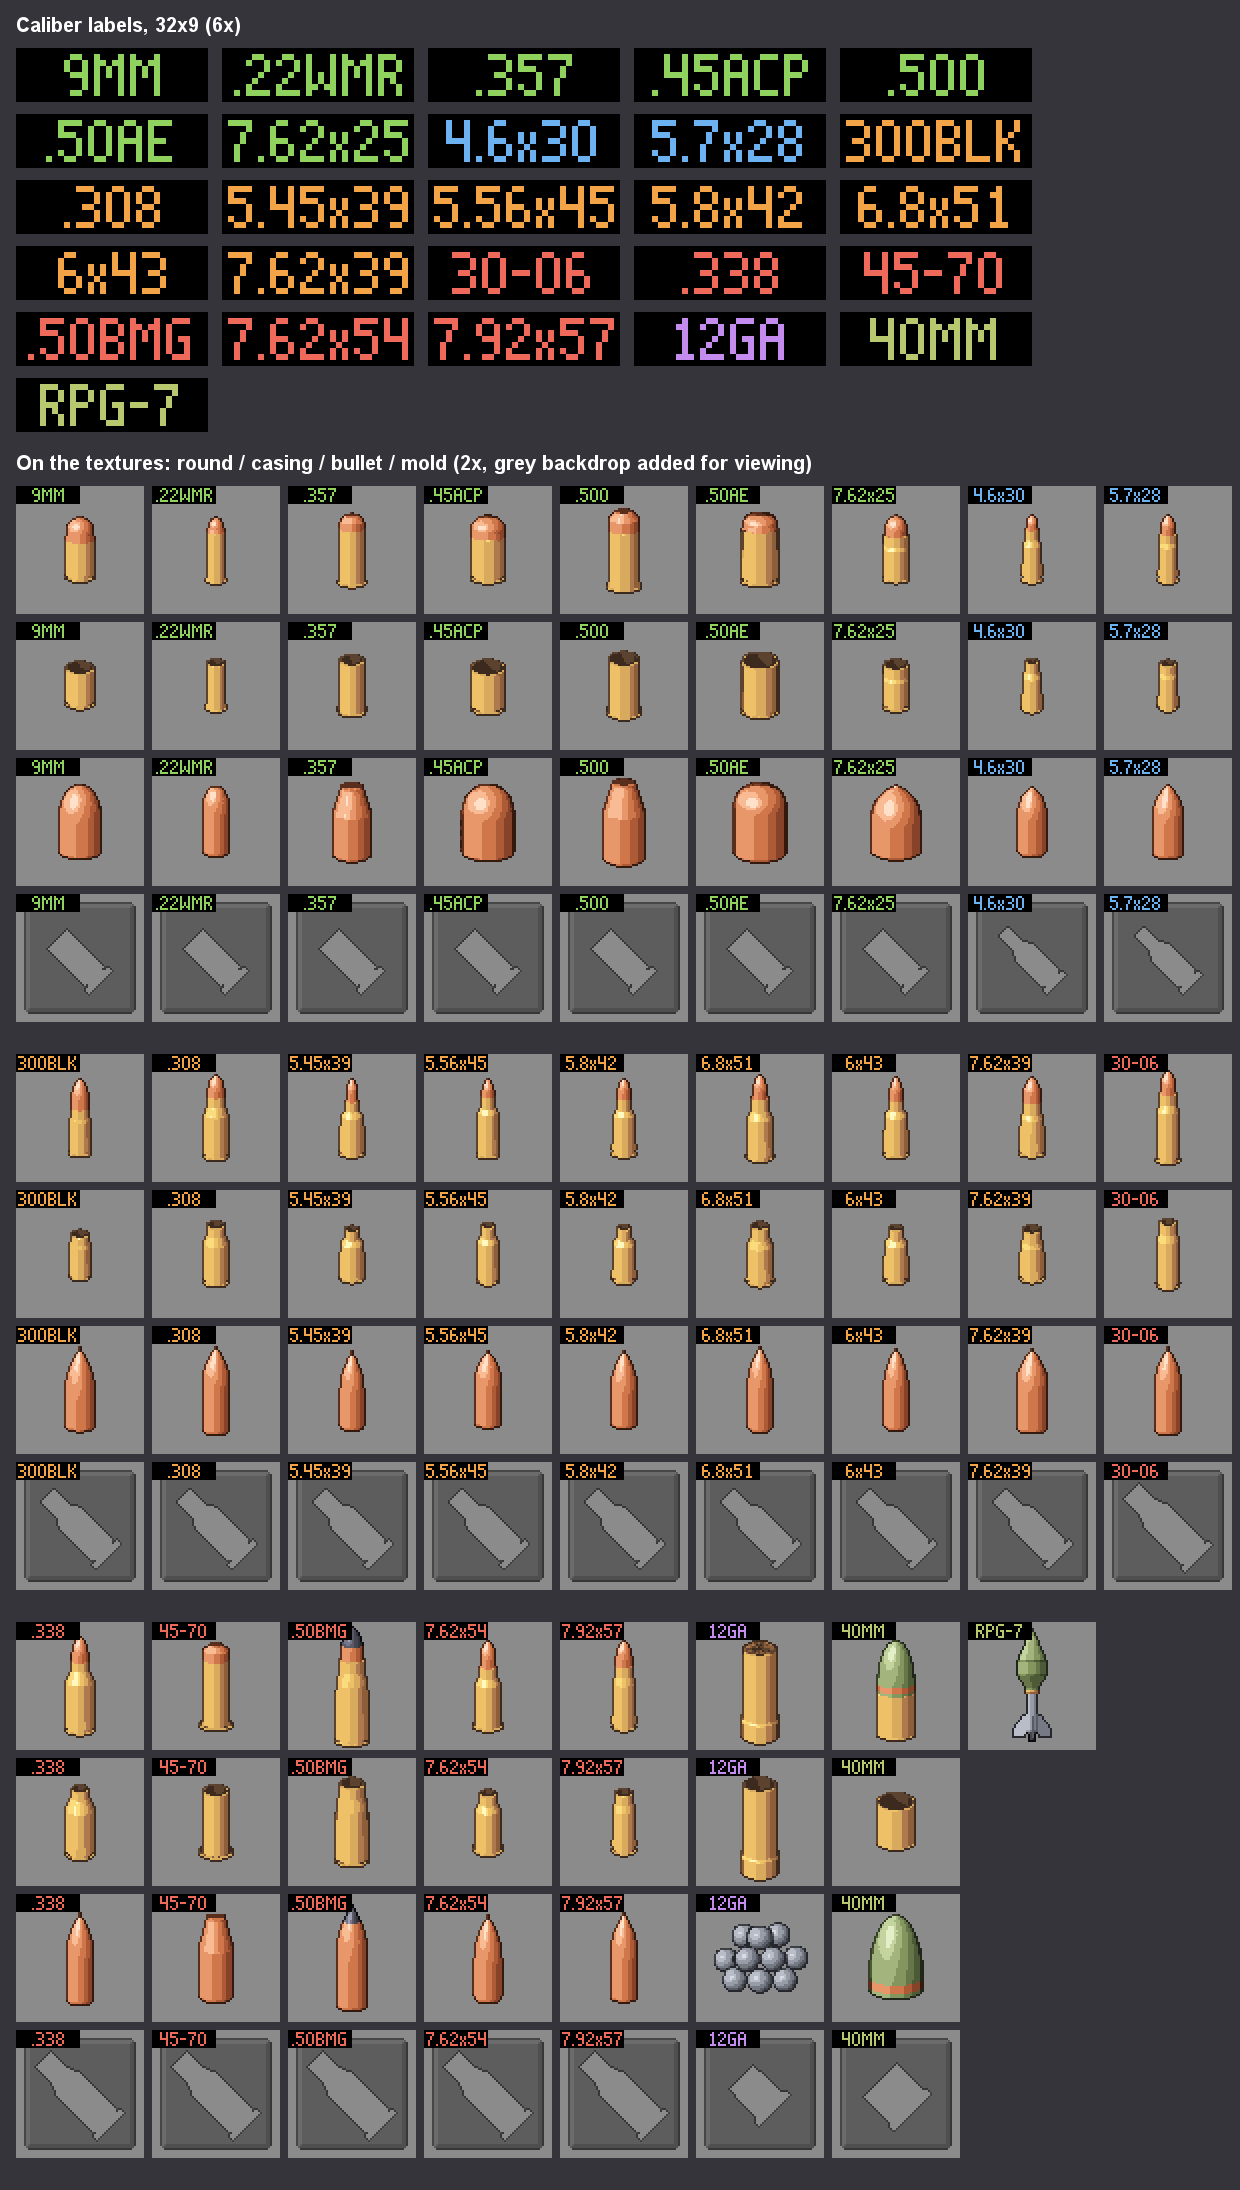 Caliber labels, 32x9 (6x)
9MM .22WMR .357 .45ACP .500
.50AE 7.62x25 4.6x30 5.7x28 300BLK
.308 5.45x39 5.56x45 5.8x42 6.8x51
6x43 7.62x39 30-06 .338 45-70
.50BMG 7.62x54 7.92x57 12GA 40MM
RPG-7
On the textures: round / casing / bullet / mold (2x, grey backdrop added for viewing)
9MM .22WMR .357 .45ACP .500 .50AE 7.62x25 4.6x30 5.7x28
9MM .22WMR .357 .45ACP .500 .50AE 7.62x25 4.6x30 5.7x28
9MM .22WMR .357 .45ACP .500 .50AE 7.62x25 4.6x30 5.7x28
9MM .22WMR .357 .45ACP .500 .50AE 7.62x25 4.6x30 5.7x28
300BLK .308 5.45x39 5.56x45 5.8x42 6.8x51 6x43 7.62x39 30-06
300BLK .308 5.45x39 5.56x45 5.8x42 6.8x51 6x43 7.62x39 30-06
300BLK .308 5.45x39 5.56x45 5.8x42 6.8x51 6x43 7.62x39 30-06
300BLK .308 5.45x39 5.56x45 5.8x42 6.8x51 6x43 7.62x39 30-06
.338 45-70 .50BMG 7.62x54 7.92x57 12GA 40MM RPG-7
.338 45-70 .50BMG 7.62x54 7.92x57 12GA 40MM
.338 45-70 .50BMG 7.62x54 7.92x57 12GA 40MM
.338 45-70 .50BMG 7.62x54 7.92x57 12GA 40MM